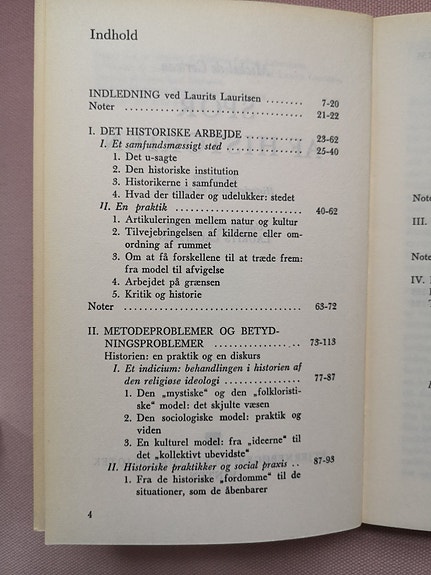 Indhold
INDLEDNING ved Laurits Lauritsen ........ 7-20
Noter .................................... 21-22
I. DET HISTORISKE ARBEJDE .......... 23-62
I. Et samfundsmæssigt sted ............. 25-40
1. Det u-sagte
2. Den historiske institution
3. Historikerne i samfundet
4. Hvad der tillader og udelukker: stedet
II. En praktik .......................... 40-62
1. Artikuleringen mellem natur og kultur
2. Tilvejebringelsen af kilderne eller om-
ordning af rummet
3. Om at få forskellene til at træde frem:
fra model til afvigelse
4. Arbejdet på grænsen
5. Kritik og historie
Noter .................................... 63-72
II. METODEPROBLEMER OG BETYD-
NINGSPROBLEMER ................. 73-113
Historien: en praktik og en diskurs
I. Et indicium: behandlingen i historien af
den religiøse ideologi ............... 77-87
1. Den „mystiske“ og den „folkloristi-
ske“ model: det skjulte væsen
2. Den sociologiske model: praktik og
viden
3. En kulturel model: fra „ideerne“ til
det „kollektivt ubevidste“
II. Historiske praktikker og social praxis .. 87-93
1. Fra de historiske „fordomme“ til de
situationer, som de åbenbarer
4
Note
III.
Note
IV.